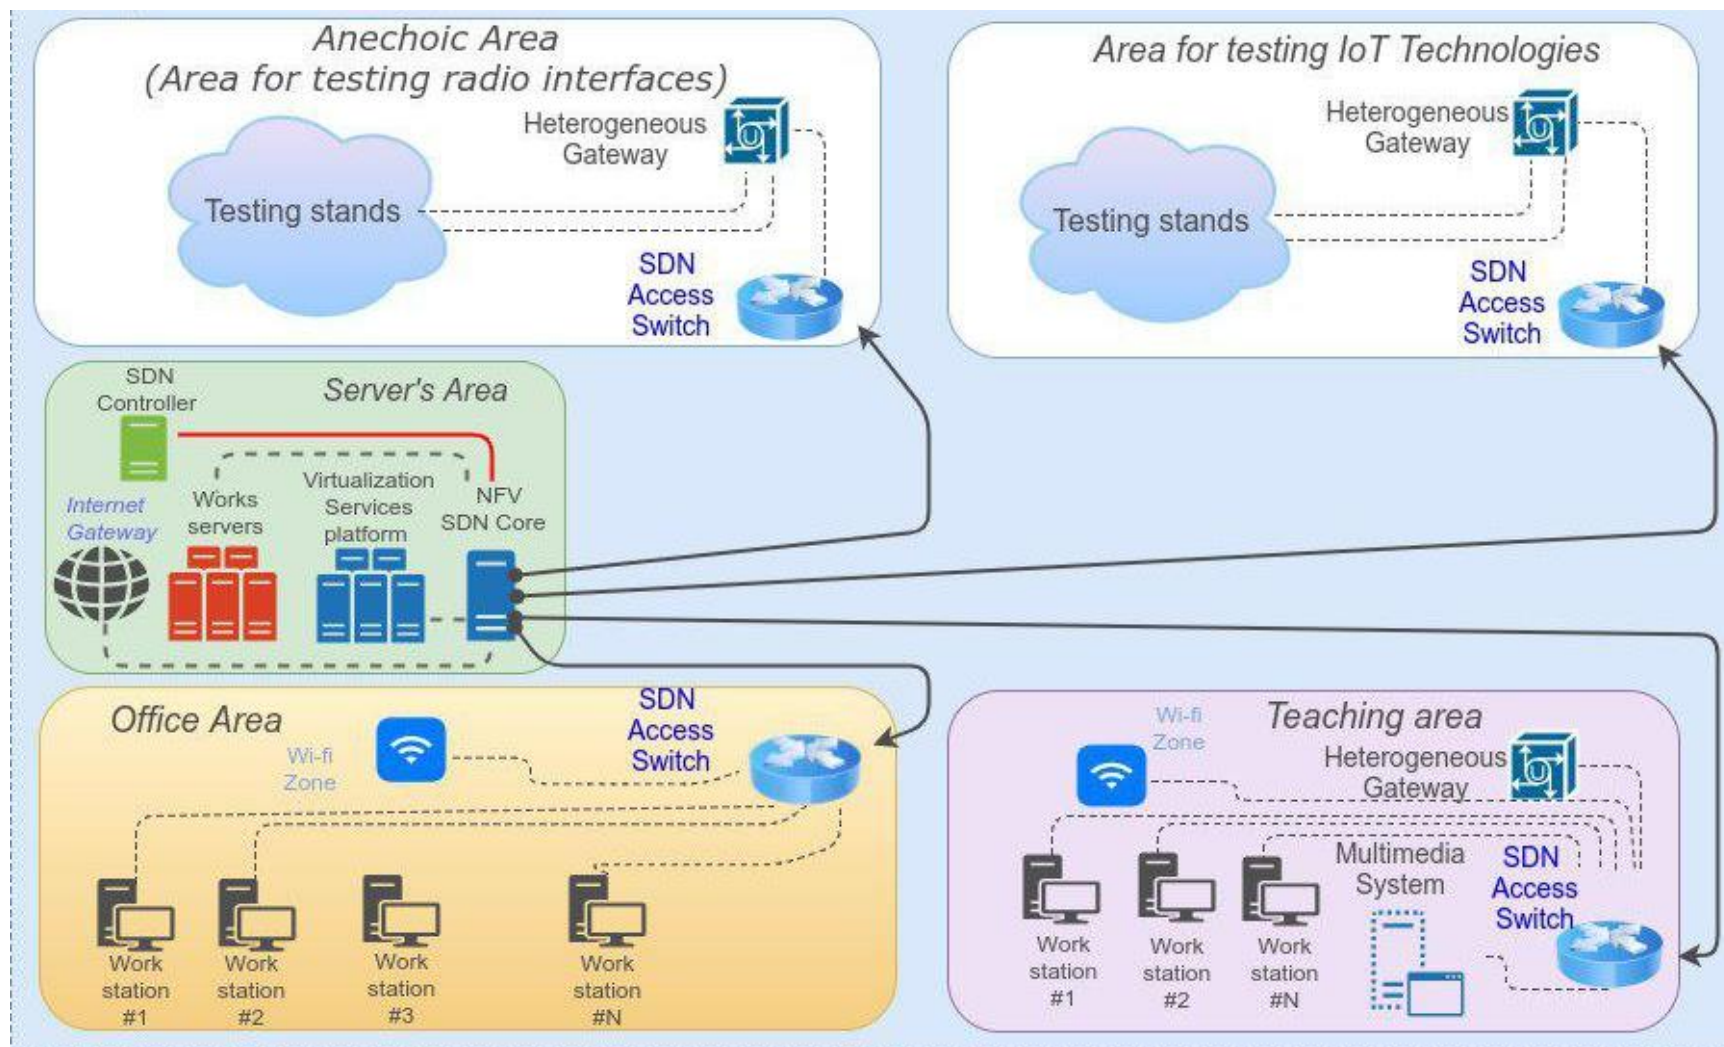 Anechoic Area
(Area for testing radio interfaces)
Heterogeneous
Gateway
U
Testing stands
SDN
Access
Switch
Area for testing IoT Technologies
Heterogeneous
Gateway
U
Testing stands
SDN
Access
Switch
Server's Area
SDN
Controller
Internet
Gateway
Works
servers
Virtualization
Services
platform
NFV
SDN Core
Office Area
Wi-fi
Zone
SDN
Access
Switch
Work
station
#1
Work
station
#2
Work
station
#3
Work
station
#N
Teaching area
Wi-fi
Zone
Heterogeneous
Gateway
U
Multimedia
System
SDN
Access
Switch
Work
station
#1
Work
station
#2
Work
station
#N